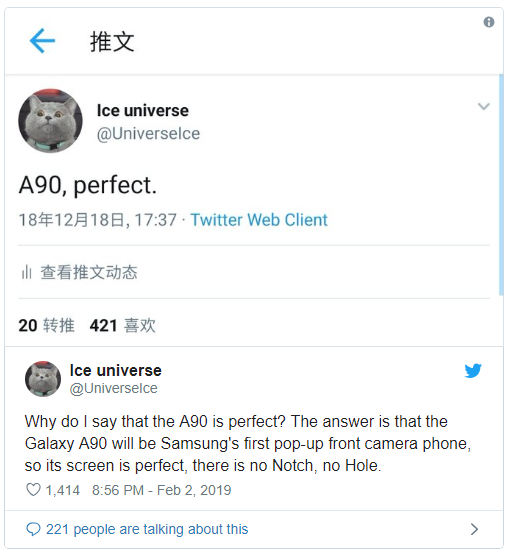 推文
Ice universe
@UniverseIce
A90, perfect.
18年12月18日, 17:37 · Twitter Web Client
查看推文动态
20 转推 421 喜欢
Ice universe
@UniverseIce
Why do I say that the A90 is perfect? The answer is that the
Galaxy A90 will be Samsung's first pop-up front camera phone,
so its screen is perfect, there is no Notch, no Hole.
1,414 8:56 PM - Feb 2, 2019
221 people are talking about this